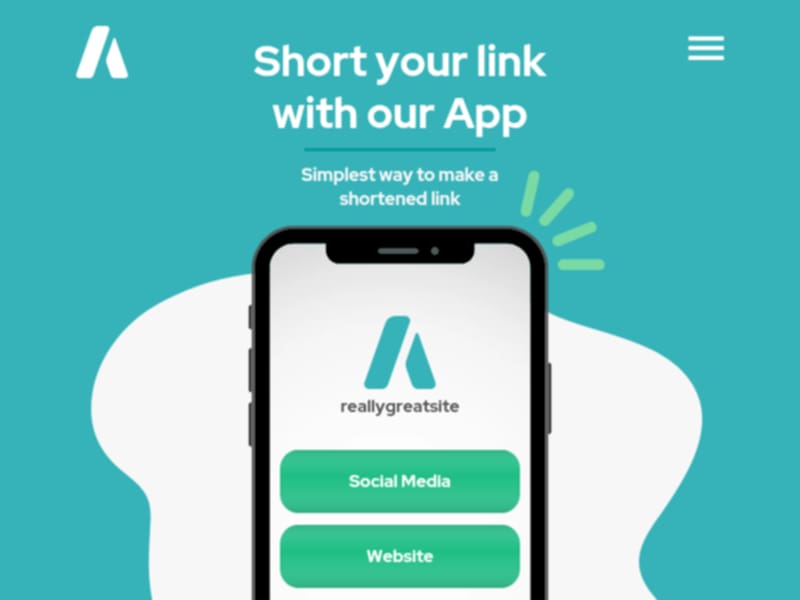 Short your link
with our App
Simplest way to make a
shortened link
reallygreatsite
Social Media
Website